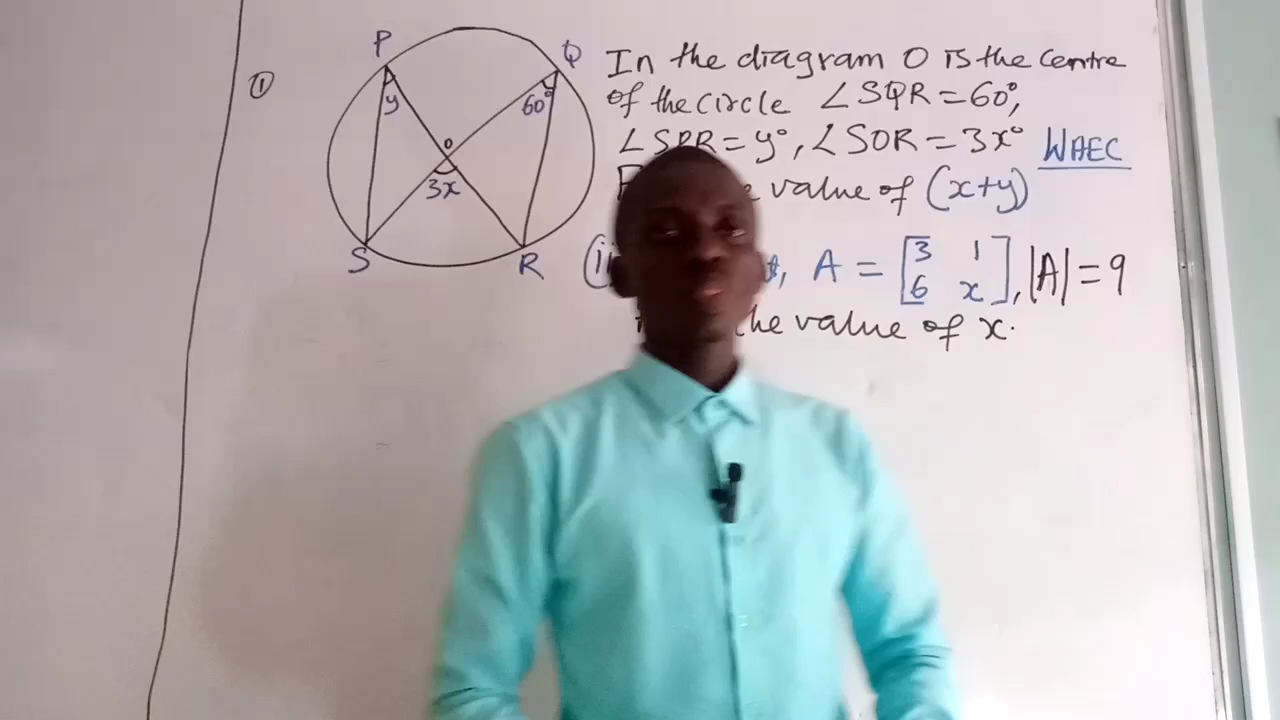 ①
P
Q
y
60°
O
3x
S
R
In the diagram O is the centre
of the circle ∠SQR = 60°,
∠SPR = y°, ∠SOR = 3x° WAEC
value of (x+y)
A = [3 1
6 x], |A| = 9
the value of x.